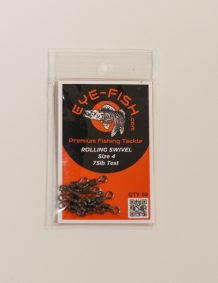 EYE-FISH
.com
Premium Fishing Tackle
ROLLING SWIVEL
Size 4
75lb Test
QTY 10